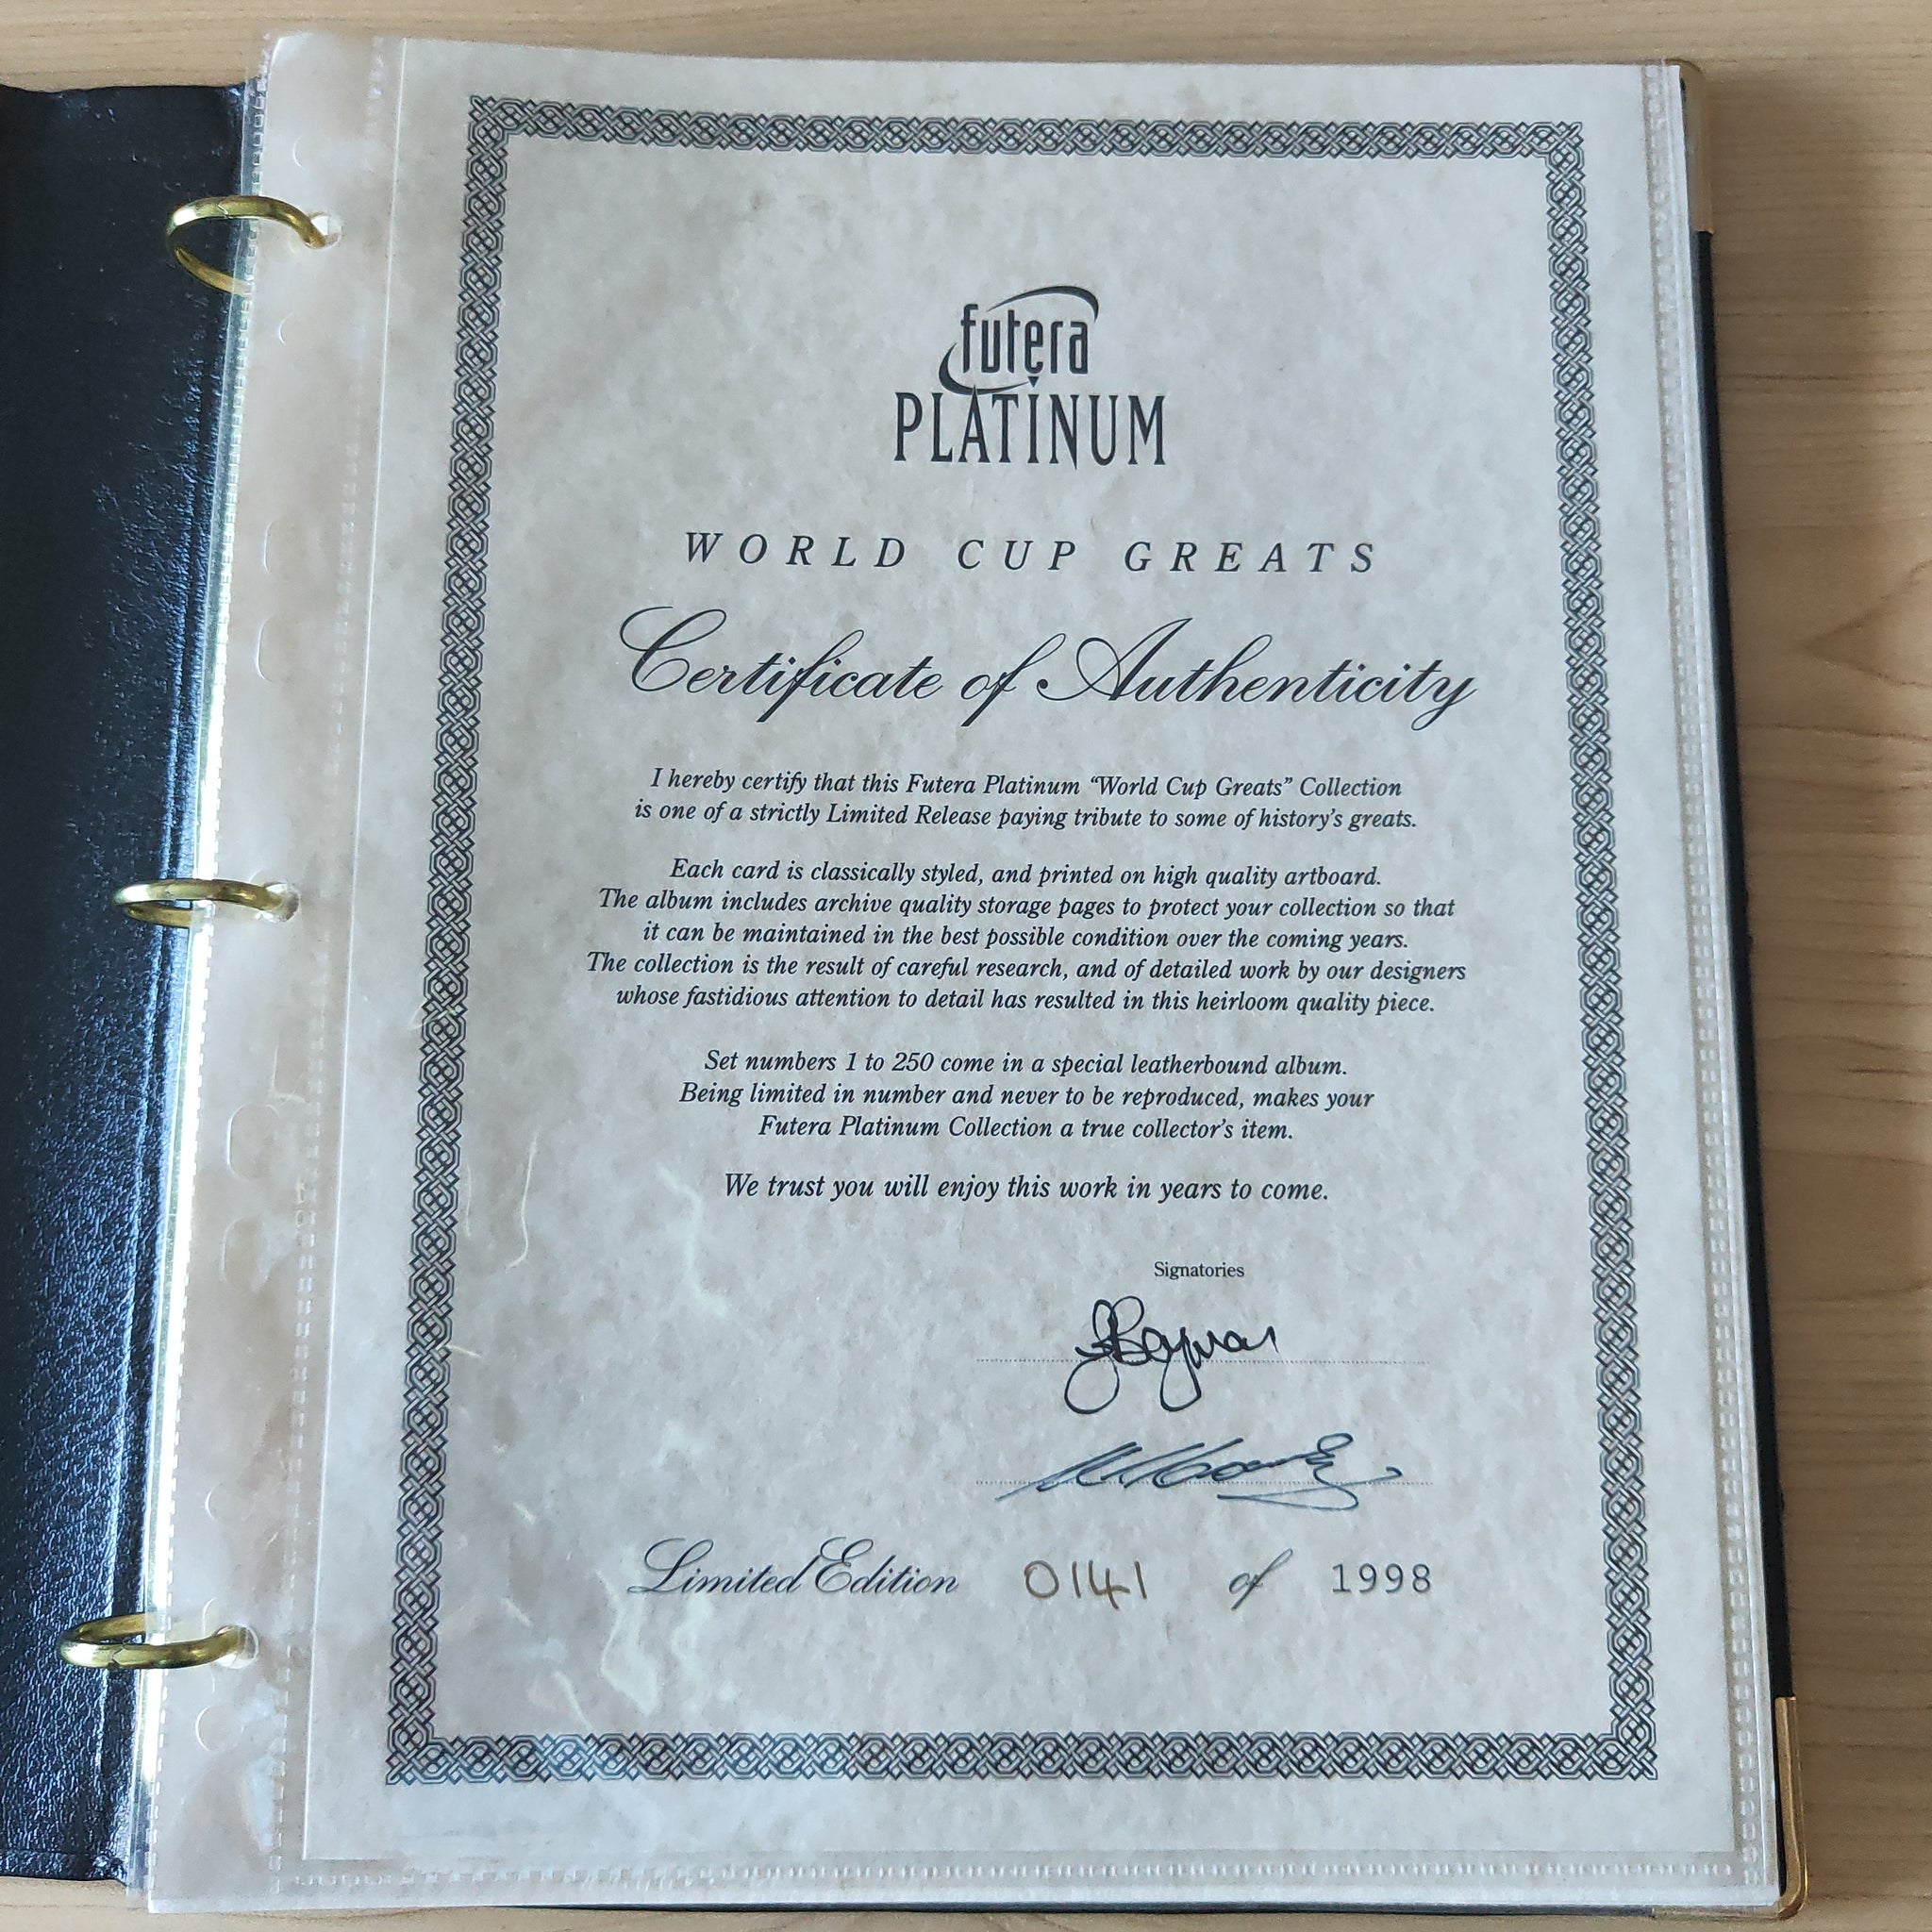 futera
PLATINUM
WORLD CUP GREATS
Certificate of Authenticity
I hereby certify that this Futera Platinum “World Cup Greats” Collection
is one of a strictly Limited Release paying tribute to some of history’s greats.
Each card is classically styled, and printed on high quality artboard.
The album includes archive quality storage pages to protect your collection so that
it can be maintained in the best possible condition over the coming years.
The collection is the result of careful research, and of detailed work by our designers
whose fastidious attention to detail has resulted in this heirloom quality piece.
Set numbers 1 to 250 come in a special leatherbound album.
Being limited in number and never to be reproduced, makes your
Futera Platinum Collection a true collector’s item.
We trust you will enjoy this work in years to come.
Signatories
Limited Edition 0141 of 1998